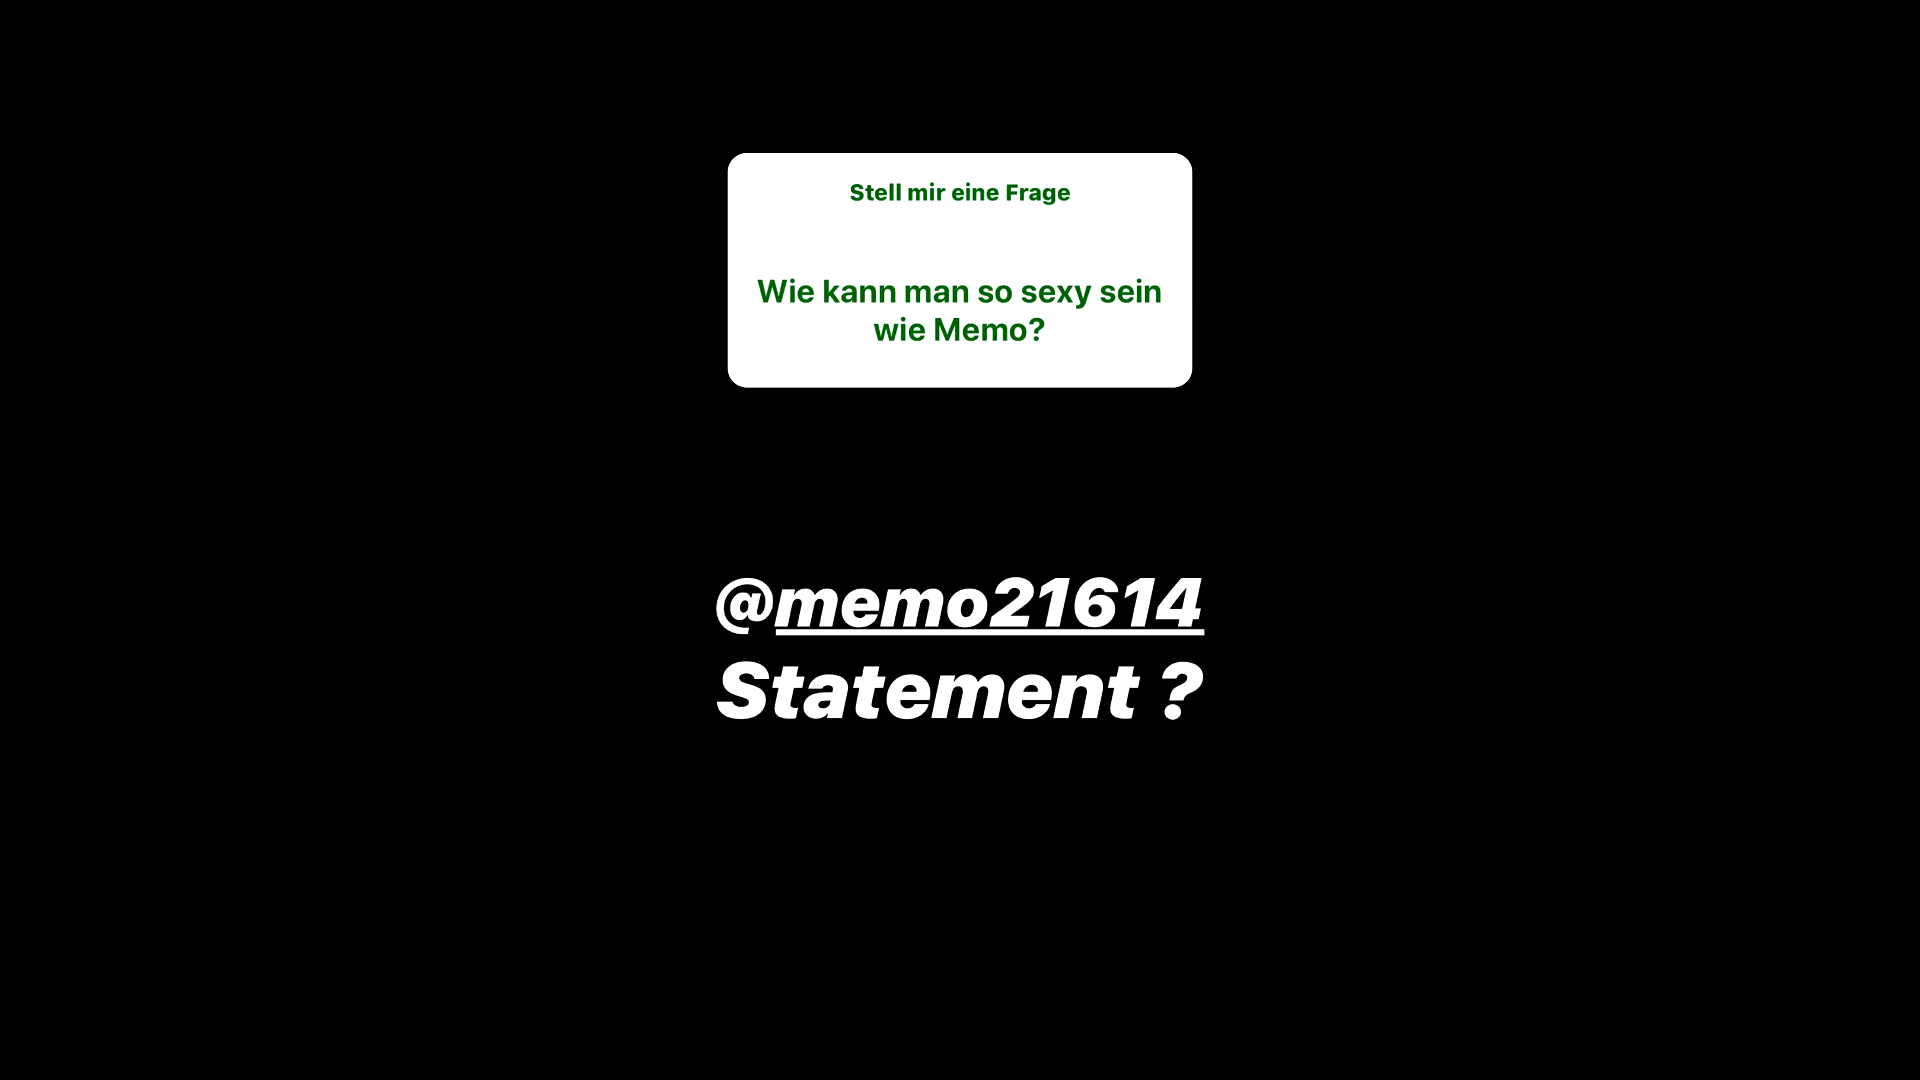 Stell mir eine Frage
Wie kann man so sexy sein
wie Memo?
@memo21614
Statement ?